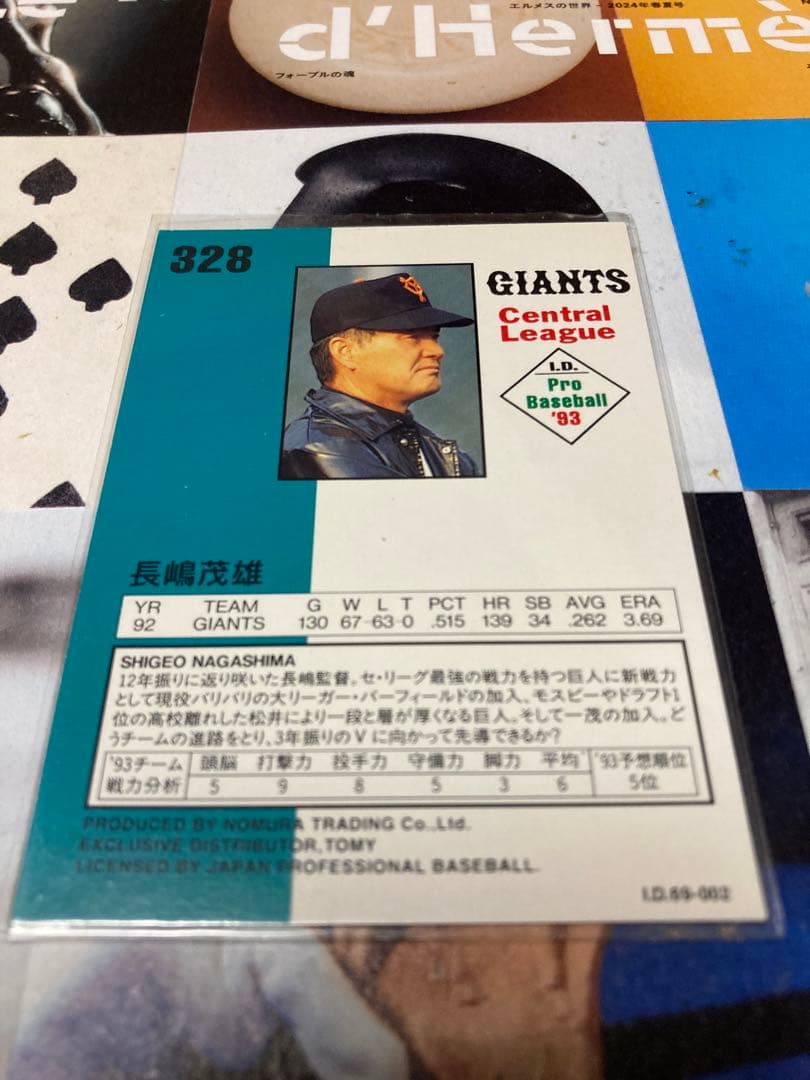 エルメスの世界 - 2024年春夏号
d'Hermè
フォーブルの魂
328
GIANTS
Central
League
I.D.
Pro
Baseball
'93
長嶋茂雄
YR TEAM G W L T PCT HR SB AVG ERA
92 GIANTS 130 67-63-0 .515 139 34 .262 3.69
SHIGEO NAGASHIMA
12年振りに返り咲いた長嶋監督。セ・リーグ最強の戦力を持つ巨人に新戦力
として現役バリバリの大リーガー・バーフィールドの加入、モスビーやドラフト1
位の高校離れした松井により一段と層が厚くなる巨人。そして一茂の加入。ど
うチームの進路をとり、3年振りのVに向かって先導できるか?
'93チーム 頭脳 打撃力 投手力 守備力 脚力 平均 '93予想順位
戦力分析 5 9 8 5 3 6 5位
PRODUCED BY NOMURA TRADING Co.,Ltd.
EXCLUSIVE DISTRIBUTOR,TOMY
LICENSED BY JAPAN PROFESSIONAL BASEBALL.